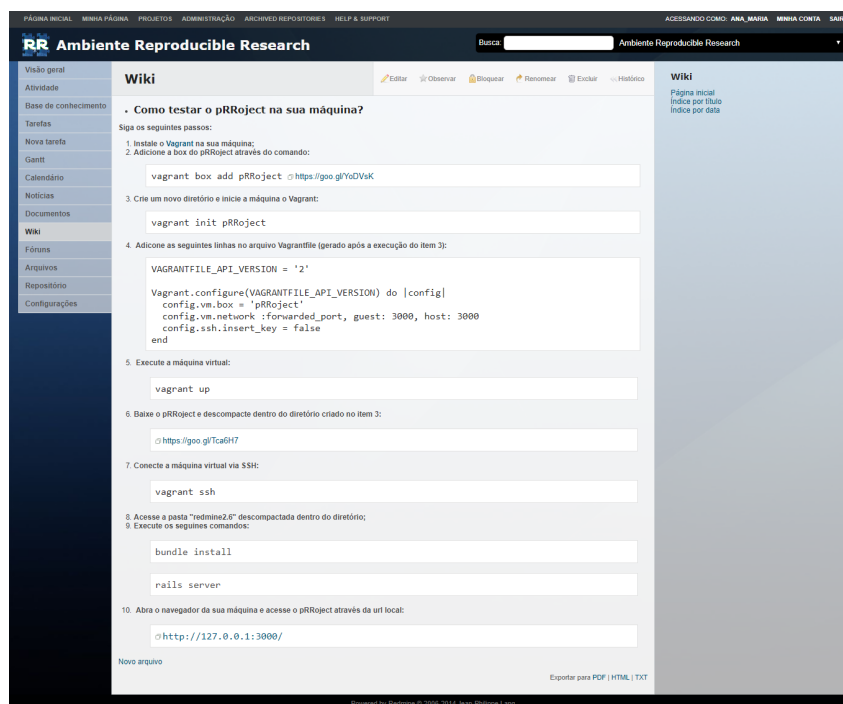 PÁGINA INICIAL MINHA PÁGINA PROJETOS ADMINISTRAÇÃO ARCHIVED REPOSITORIES HELP & SUPPORT ACESSANDO COMO: ANA_MARIA MINHA CONTA SAIR
RR Ambiente Reproducible Research Busca: Ambiente Reproducible Research
Visão geral
Atividade
Base de conhecimento
Tarefas
Nova tarefa
Gantt
Calendário
Notícias
Documentos
Wiki
Fóruns
Arquivos
Repositório
Configurações
Wiki
Editar Observar Bloquear Renomear Excluir Histórico
Como testar o pRRoject na sua máquina?
Siga os seguintes passos:
1. Instale o Vagrant na sua máquina;
2. Adicione a box do pRRoject através do comando:
vagrant box add pRRoject https://goo.gl/YoDVsK
3. Crie um novo diretório e inicie a máquina o Vagrant:
vagrant init pRRoject
4. Adicone as seguintes linhas no arquivo Vagrantfile (gerado após a execução do item 3):
VAGRANTFILE_API_VERSION = '2'
Vagrant.configure(VAGRANTFILE_API_VERSION) do |config|
config.vm.box = 'pRRoject'
config.vm.network :forwarded_port, guest: 3000, host: 3000
config.ssh.insert_key = false
end
5. Execute a máquina virtual:
vagrant up
6. Baixe o pRRoject e descompacte dentro do diretório criado no item 3:
https://goo.gl/Tca6H7
7. Conecte a máquina virtual via SSH:
vagrant ssh
8. Acesse a pasta "redmine2.6" descompactada dentro do diretório;
9. Execute os seguines comandos:
bundle install
rails server
10. Abra o navegador da sua máquina e acesse o pRRoject através da url local:
http://127.0.0.1:3000/
Novo arquivo
Exportar para PDF | HTML | TXT
Wiki
Página inicial
Índice por título
Índice por data
Powered by Redmine © 2006-2014 Jean-Philippe Lang